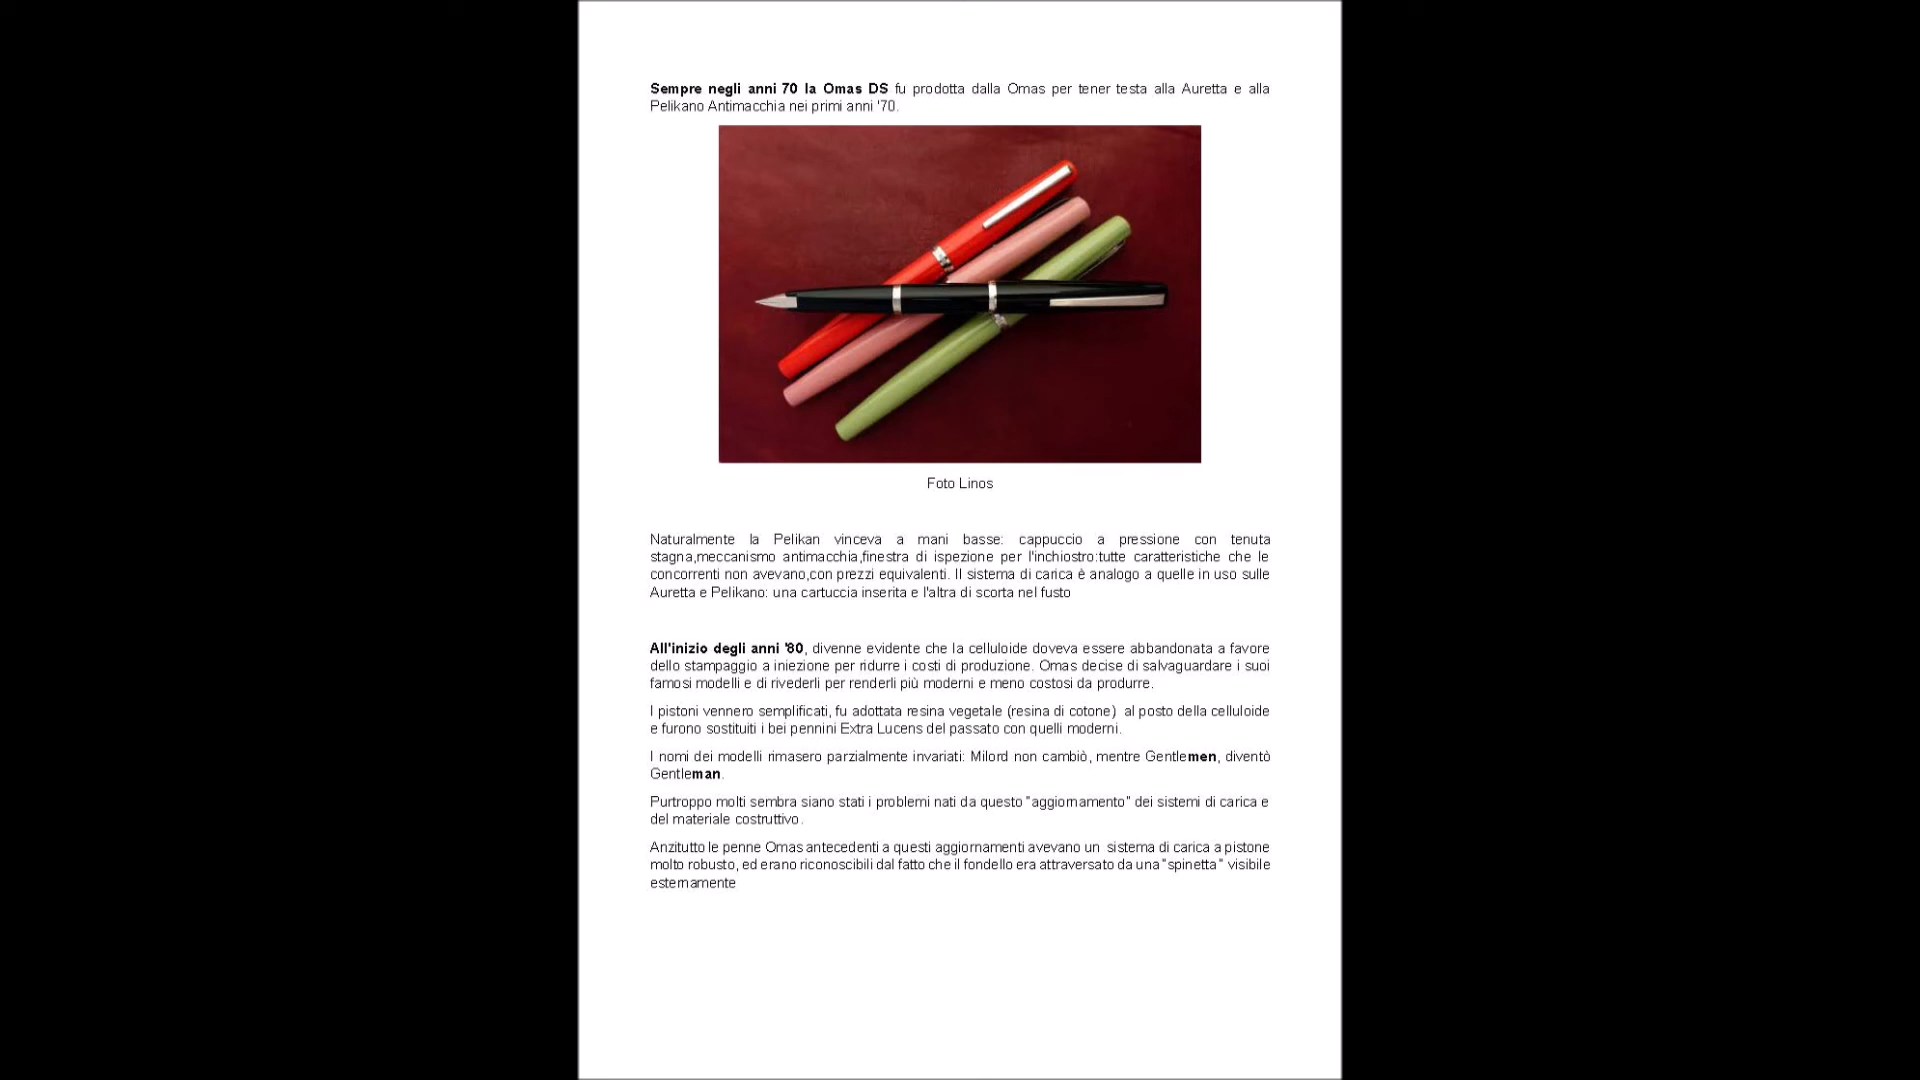 Sempre negli anni 70 la Omas DS fu prodotta dalla Omas per tener testa alla Auretta e alla
Pelikano Antimacchia nei primi anni '70.
Foto Linos
Naturalmente la Pelikan vinceva a mani basse: cappuccio a pressione con tenuta
stagna,meccanismo antimacchia,finestra di ispezione per l'inchiostro:tutte caratteristiche che le
concorrenti non avevano,con prezzi equivalenti. Il sistema di carica è analogo a quelle in uso sulle
Auretta e Pelikano: una cartuccia inserita e l'altra di scorta nel fusto
All'inizio degli anni '80, divenne evidente che la celluloide doveva essere abbandonata a favore
dello stampaggio a iniezione per ridurre i costi di produzione. Omas decise di salvaguardare i suoi
famosi modelli e di rivederli per renderli più moderni e meno costosi da produrre.
I pistoni vennero semplificati, fu adottata resina vegetale (resina di cotone) al posto della celluloide
e furono sostituiti i bei pennini Extra Lucens del passato con quelli moderni.
I nomi dei modelli rimasero parzialmente invariati: Milord non cambiò, mentre Gentlemen, diventò
Gentleman.
Purtroppo molti sembra siano stati i problemi nati da questo "aggiornamento" dei sistemi di carica e
del materiale costruttivo.
Anzitutto le penne Omas antecedenti a questi aggiornamenti avevano un sistema di carica a pistone
molto robusto, ed erano riconoscibili dal fatto che il fondello era attraversato da una "spinetta" visibile
esternamente